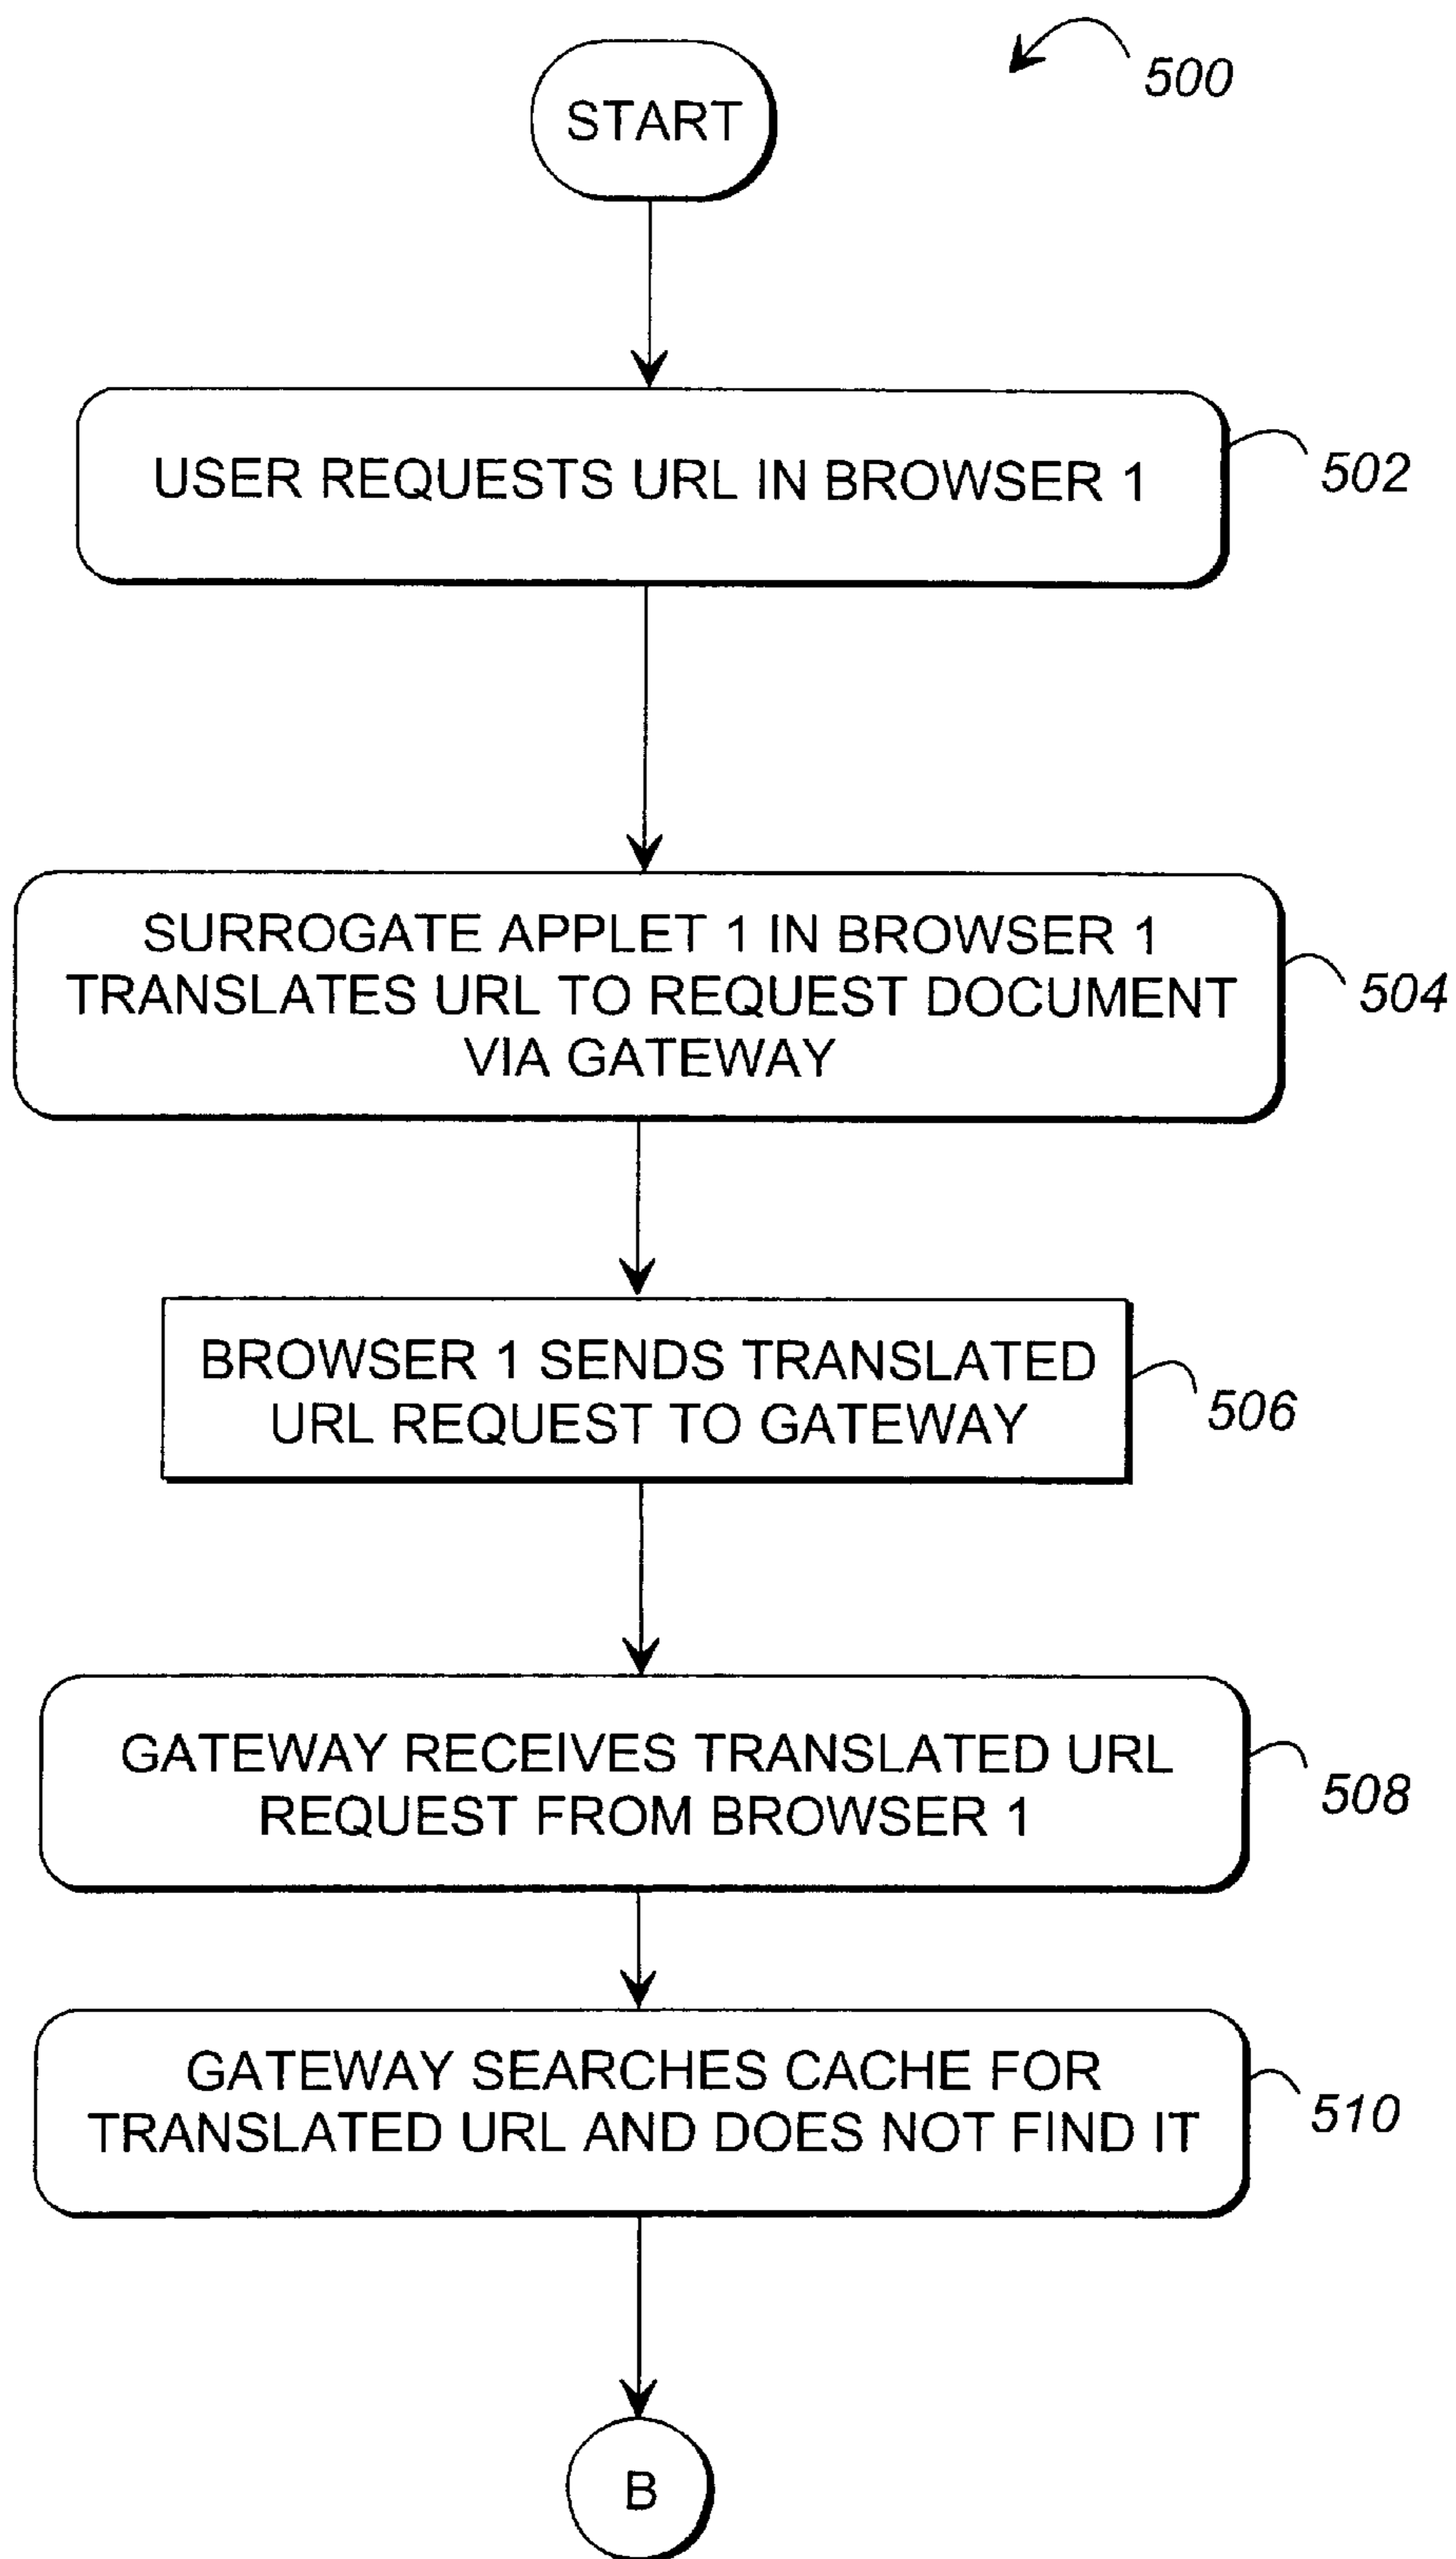 500
START
USER REQUESTS URL IN BROWSER 1
502
SURROGATE APPLET 1 IN BROWSER 1
TRANSLATES URL TO REQUEST DOCUMENT
VIA GATEWAY
504
BROWSER 1 SENDS TRANSLATED
URL REQUEST TO GATEWAY
506
GATEWAY RECEIVES TRANSLATED URL
REQUEST FROM BROWSER 1
508
GATEWAY SEARCHES CACHE FOR
TRANSLATED URL AND DOES NOT FIND IT
510
B